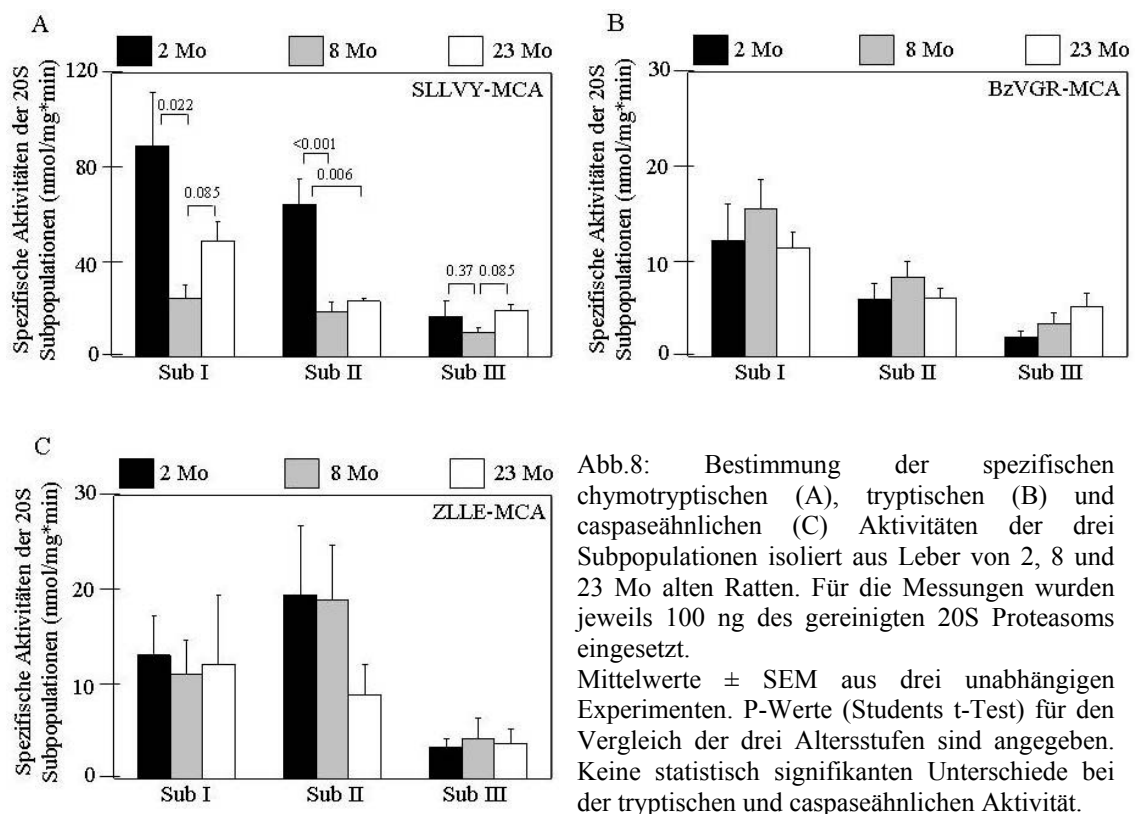 A
2 Mo 8 Mo 23 Mo
Spezifische Aktivitäten der 20S
Subpopulationen (nmol/mg*min)
120
80
40
0
SLLVY-MCA
0.022
0.085
<0.001
0.006
0.37 0.085
Sub I Sub II Sub III
B
2 Mo 8 Mo 23 Mo
Spezifische Aktivitäten der 20S
Subpopulationen (nmol/mg*min)
30
20
10
0
BzVGR-MCA
Sub I Sub II Sub III
C
2 Mo 8 Mo 23 Mo
Spezifische Aktivitäten der 20S
Subpopulationen (nmol/mg*min)
30
20
10
0
ZLLE-MCA
Sub I Sub II Sub III
Abb.8: Bestimmung der spezifischen
chymotryptischen (A), tryptischen (B) und
caspaseähnlichen (C) Aktivitäten der drei
Subpopulationen isoliert aus Leber von 2, 8 und
23 Mo alten Ratten. Für die Messungen wurden
jeweils 100 ng des gereinigten 20S Proteasoms
eingesetzt.
Mittelwerte ± SEM aus drei unabhängigen
Experimenten. P-Werte (Students t-Test) für den
Vergleich der drei Altersstufen sind angegeben.
Keine statistisch signifikanten Unterschiede bei
der tryptischen und caspaseähnlichen Aktivität.